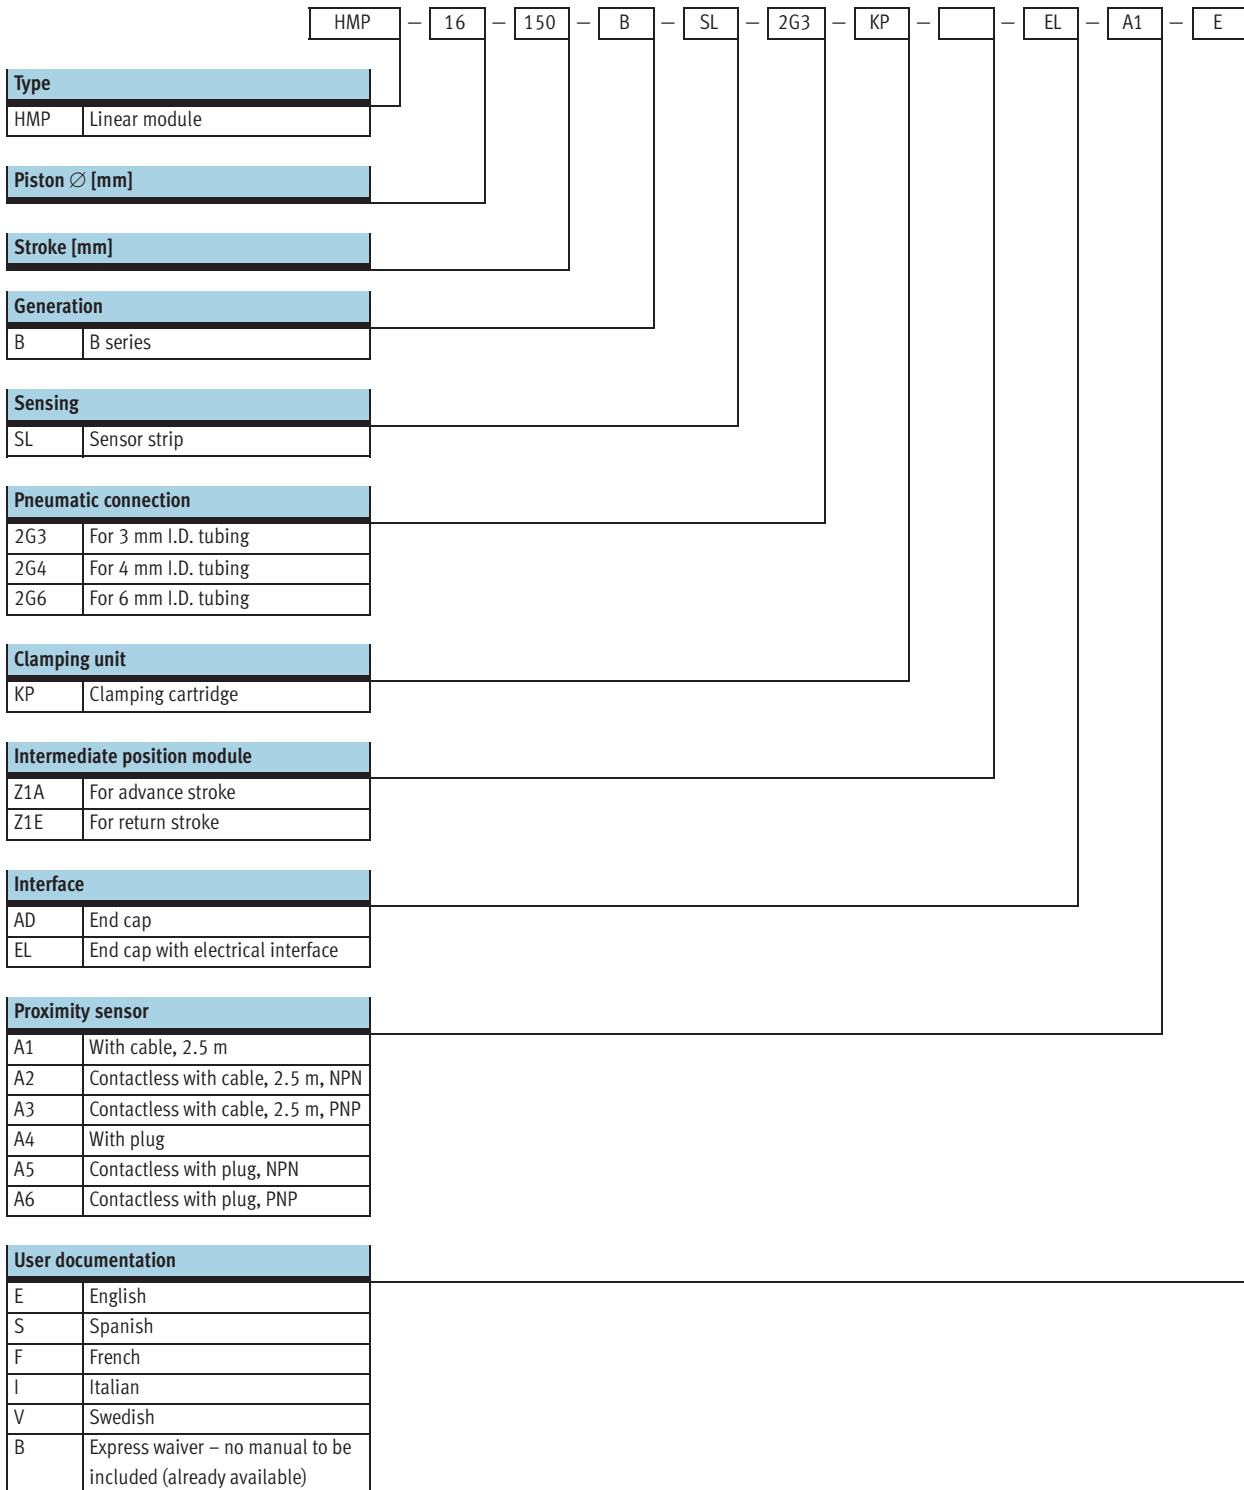 HMP – 16 – 150 – B – SL – 2G3 – KP – – EL – A1 – E
Type
HMP Linear module
Piston ∅ [mm]
Stroke [mm]
Generation
B B series
Sensing
SL Sensor strip
Pneumatic connection
2G3 For 3 mm I.D. tubing
2G4 For 4 mm I.D. tubing
2G6 For 6 mm I.D. tubing
Clamping unit
KP Clamping cartridge
Intermediate position module
Z1A For advance stroke
Z1E For return stroke
Interface
AD End cap
EL End cap with electrical interface
Proximity sensor
A1 With cable, 2.5 m
A2 Contactless with cable, 2.5 m, NPN
A3 Contactless with cable, 2.5 m, PNP
A4 With plug
A5 Contactless with plug, NPN
A6 Contactless with plug, PNP
User documentation
E English
S Spanish
F French
I Italian
V Swedish
B Express waiver – no manual to be
included (already available)